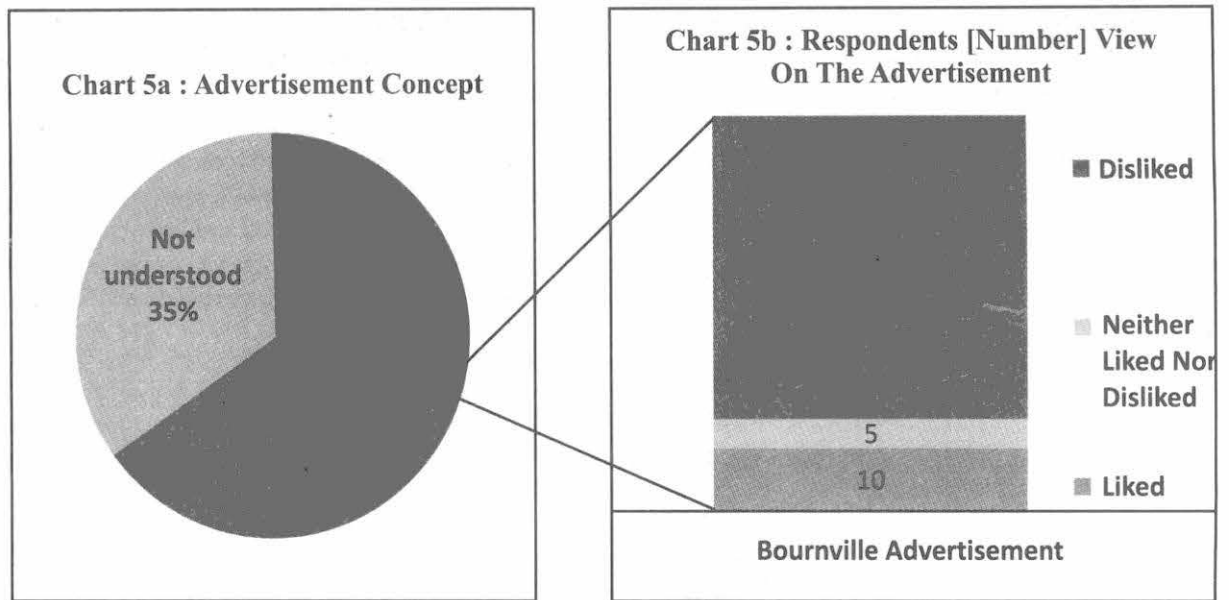 Chart 5a : Advertisement Concept
Not
understood
35%
Chart 5b : Respondents [Number] View
On The Advertisement
Disliked
Neither
Liked Nor
Disliked
Liked
5
10
Bournville Advertisement